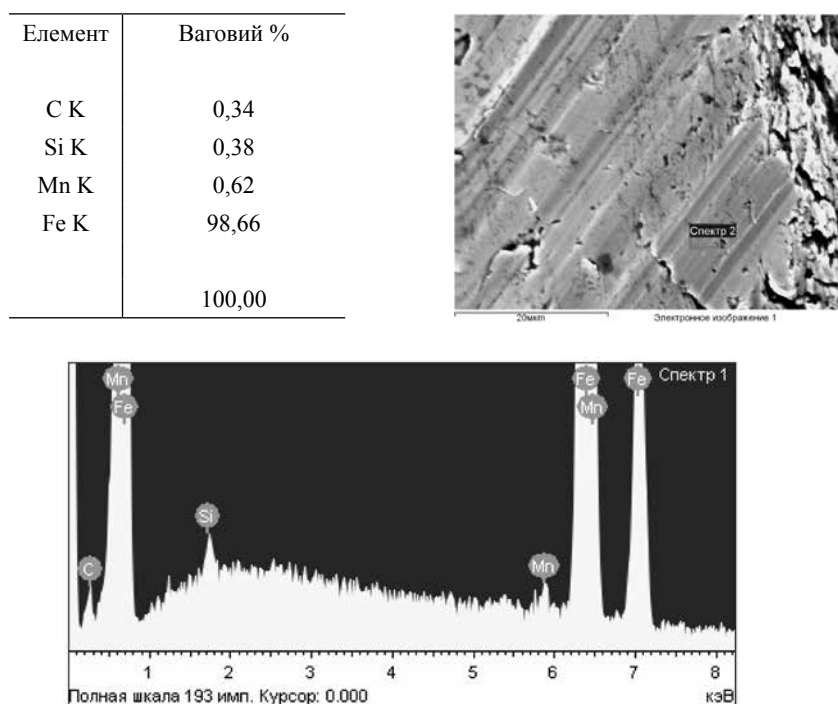 Елемент Ваговий %
C K 0,34
Si K 0,38
Mn K 0,62
Fe K 98,66
100,00
Спектр 2
20мкm Электронное изображение 1
Mn Fe Fe Спектр 1
Fe Mn
Si
C Mn
1 2 3 4 5 6 7 8
Полная шкала 193 имп. Курсор: 0.000 кэВ